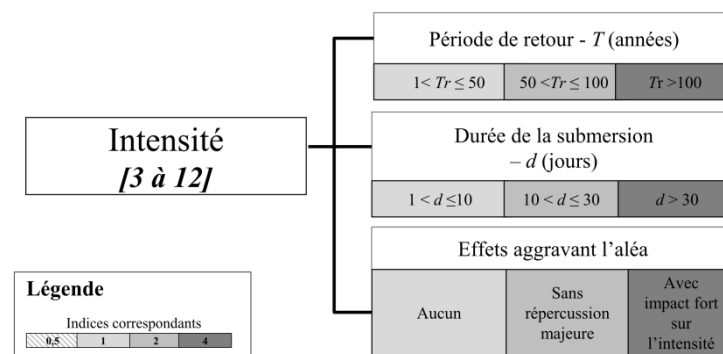 Période de retour - T (années)
1< Tr ≤ 50
50 <Tr ≤ 100
Tr >100
Intensité
[3 à 12]
Durée de la submersion
– d (jours)
1 < d ≤10
10 < d ≤ 30
d > 30
Effets aggravant l'aléa
Aucun
Sans
répercussion
majeure
Avec
impact fort
sur
l'intensité
Légende
Indices correspondants
0,5
1
2
4